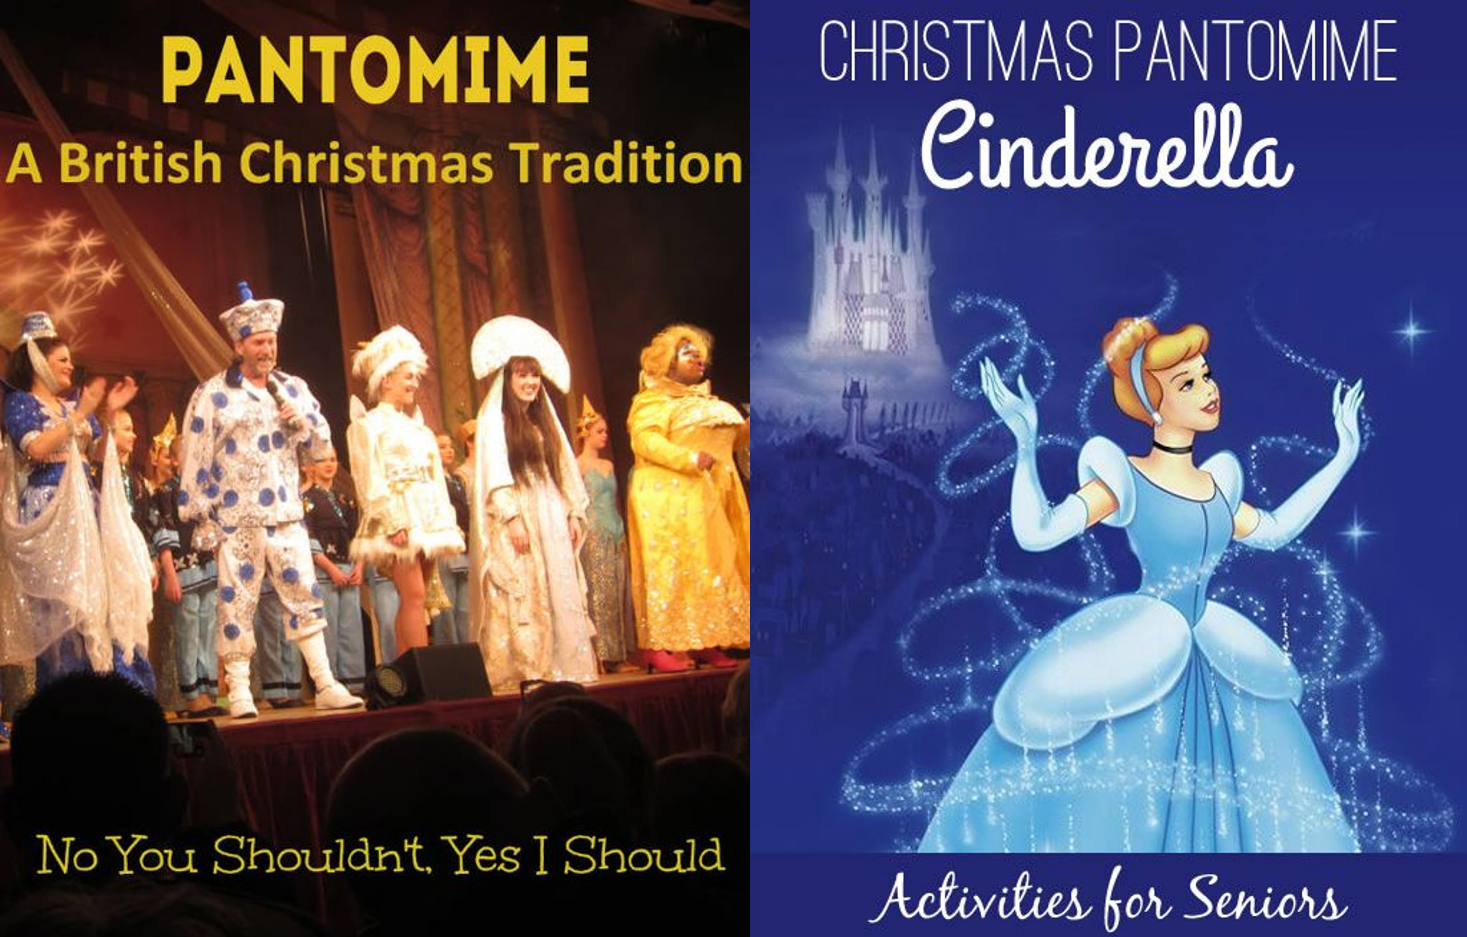 PANTOMIME
A British Christmas Tradition
No You Shouldn't, Yes I Should
CHRISTMAS PANTOMIME
Cinderella
Activities for Seniors